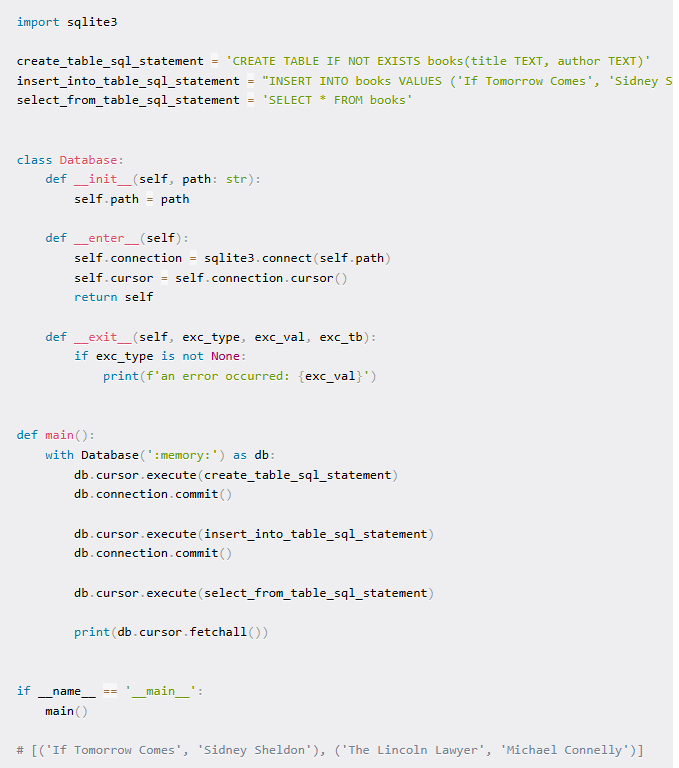 import sqlite3
create_table_sql_statement = 'CREATE TABLE IF NOT EXISTS books(title TEXT, author TEXT)'
insert_into_table_sql_statement = "INSERT INTO books VALUES ('If Tomorrow Comes', 'Sidney S
select_from_table_sql_statement = 'SELECT * FROM books'
class Database:
    def __init__(self, path: str):
        self.path = path
    def __enter__(self):
        self.connection = sqlite3.connect(self.path)
        self.cursor = self.connection.cursor()
        return self
    def __exit__(self, exc_type, exc_val, exc_tb):
        if exc_type is not None:
            print(f'an error occurred: {exc_val}')
def main():
    with Database(':memory:') as db:
        db.cursor.execute(create_table_sql_statement)
        db.connection.commit()
        db.cursor.execute(insert_into_table_sql_statement)
        db.connection.commit()
        db.cursor.execute(select_from_table_sql_statement)
        print(db.cursor.fetchall())
if __name__ == '__main__':
    main()
# [('If Tomorrow Comes', 'Sidney Sheldon'), ('The Lincoln Lawyer', 'Michael Connelly')]